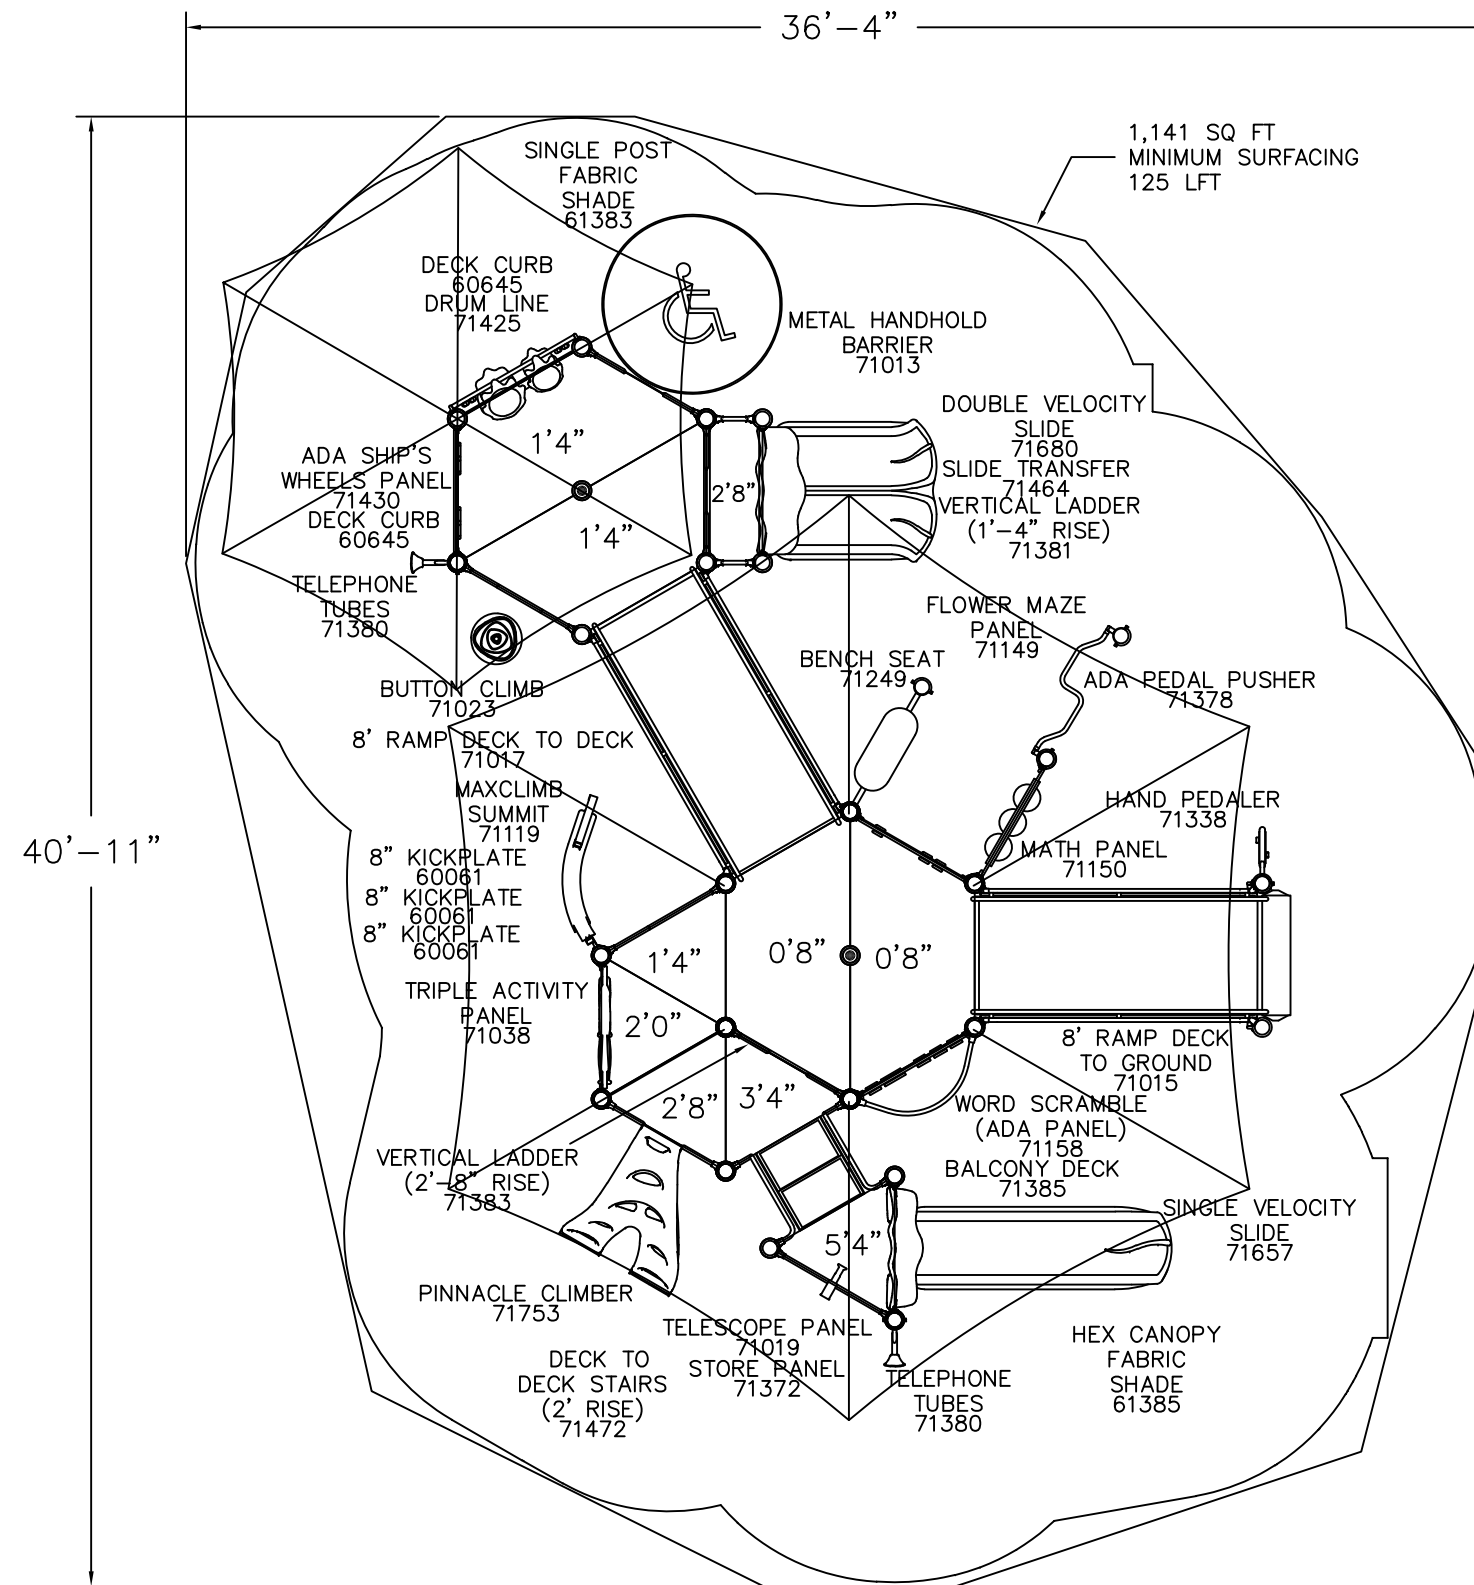 36'-4"
1,141 SQ FT
MINIMUM SURFACING
125 LFT
SINGLE POST
FABRIC
SHADE
61383
DECK CURB
60645
DRUM LINE
71425
METAL HANDHOLD
BARRIER
71013
DOUBLE VELOCITY
SLIDE
71680
SLIDE TRANSFER
71464
VERTICAL LADDER
(1'-4" RISE)
71381
1'4"
2'8"
1'4"
ADA SHIP'S
WHEELS PANEL
71430
DECK CURB
60645
TELEPHONE
TUBES
71380
FLOWER MAZE
PANEL
71149
BENCH SEAT
71249
ADA PEDAL PUSHER
71378
BUTTON CLIMB
71023
8' RAMP DECK TO DECK
71017
MAXCLIMB
SUMMIT
71119
HAND PEDALER
71338
MATH PANEL
71150
40'-11"
8" KICKPLATE
60061
8" KICKPLATE
60061
8" KICKPLATE
60061
1'4"
0'8"
0'8"
TRIPLE ACTIVITY
PANEL
71038
2'0"
8' RAMP DECK
TO GROUND
71015
2'8"
3'4"
WORD SCRAMBLE
(ADA PANEL)
71158
BALCONY DECK
71385
VERTICAL LADDER
(2'-8" RISE)
71383
SINGLE VELOCITY
SLIDE
71657
5'4"
PINNACLE CLIMBER
71753
TELESCOPE PANEL
71019
STORE PANEL
71372
DECK TO
DECK STAIRS
(2' RISE)
71472
TELEPHONE
TUBES
71380
HEX CANOPY
FABRIC
SHADE
61385